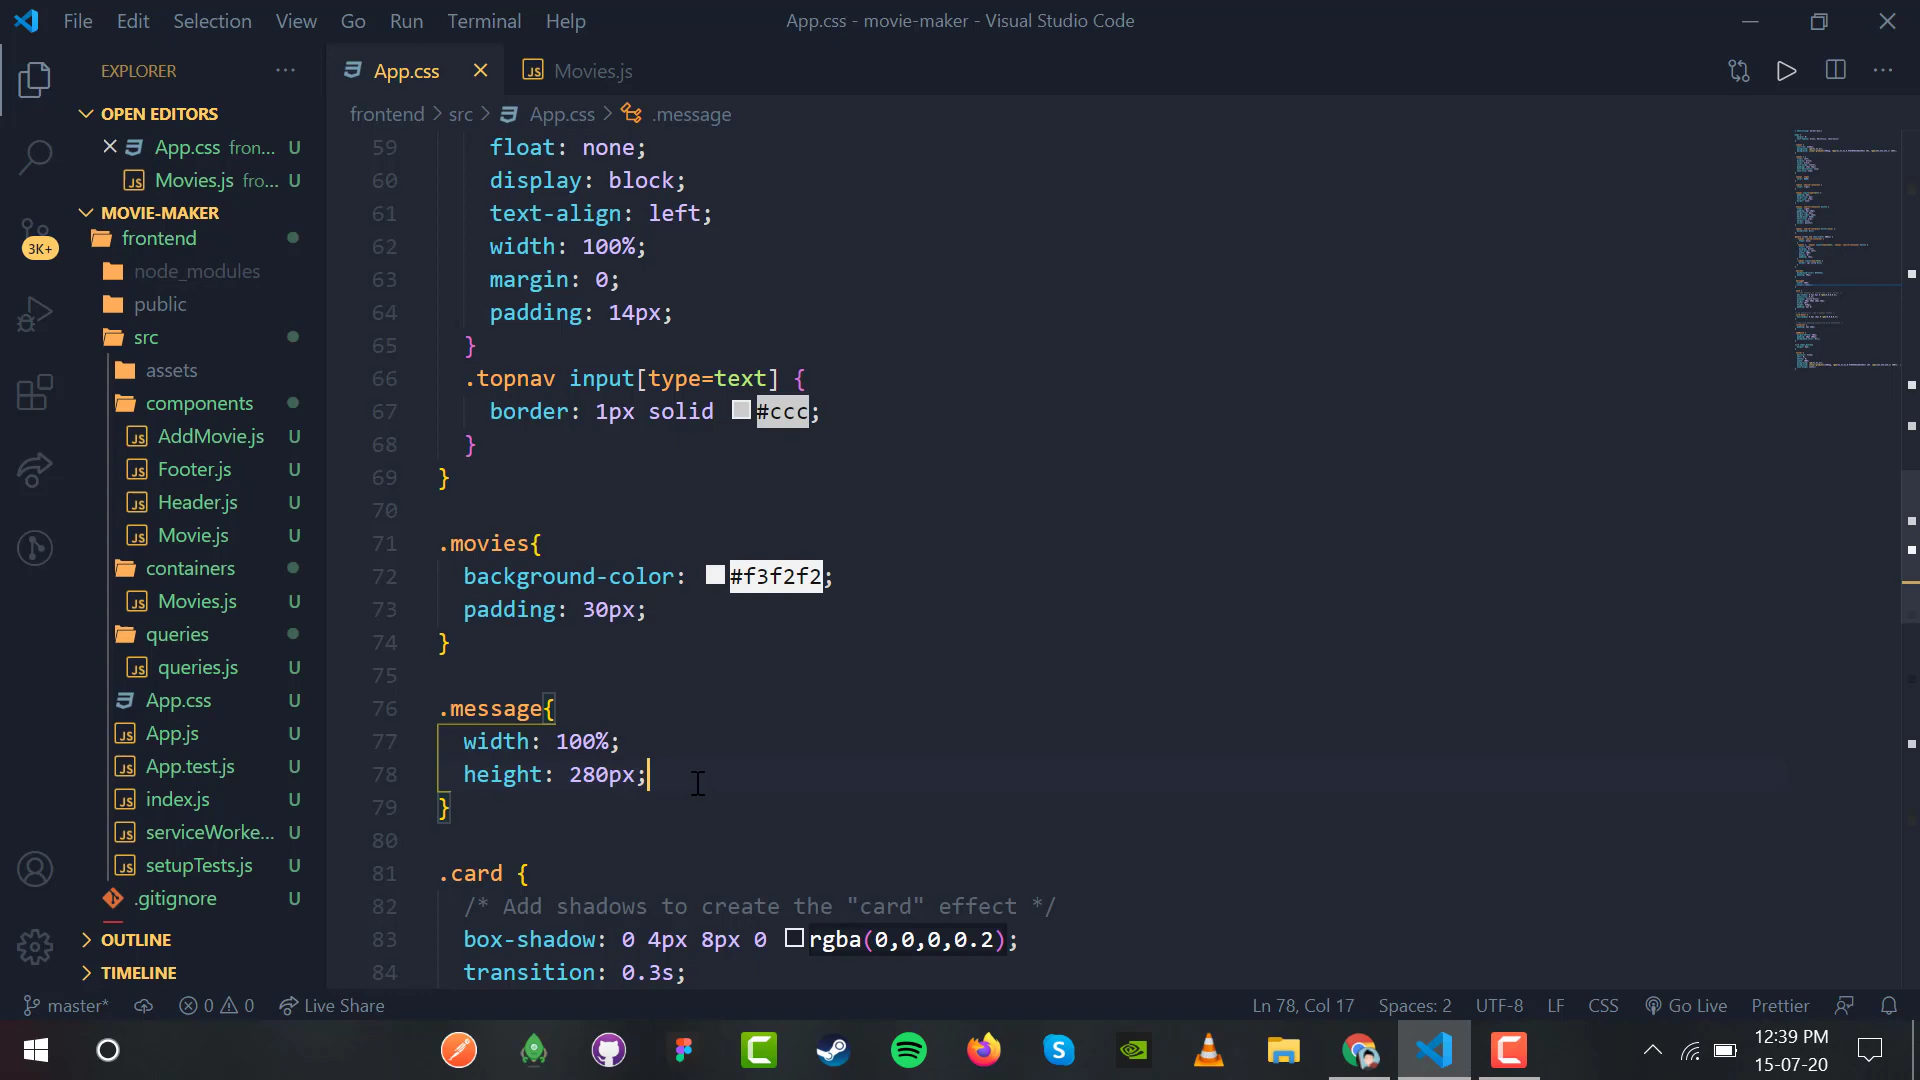 File Edit Selection View Go Run Terminal Help
App.css - movie-maker - Visual Studio Code
EXPLORER
OPEN EDITORS
App.css fron... U
Movies.js fro... U
MOVIE-MAKER
frontend
node_modules
public
src
assets
components
AddMovie.js U
Footer.js U
Header.js U
Movie.js U
containers
Movies.js U
queries
queries.js U
App.css U
App.js U
App.test.js U
index.js U
serviceWorke... U
setupTests.js U
.gitignore U
OUTLINE
TIMELINE
3K+
App.css
JS Movies.js
frontend > src > App.css > .message
59 float: none;
60 display: block;
61 text-align: left;
62 width: 100%;
63 margin: 0;
64 padding: 14px;
65 }
66 .topnav input[type=text] {
67 border: 1px solid #ccc;
68 }
69 }
70
71 .movies{
72 background-color: #f3f2f2;
73 padding: 30px;
74 }
75
76 .message{
77 width: 100%;
78 height: 280px;
79 }
80
81 .card {
82 /* Add shadows to create the "card" effect */
83 box-shadow: 0 4px 8px 0 rgba(0,0,0,0.2);
84 transition: 0.3s;
master* 0 0 Live Share
Ln 78, Col 17 Spaces: 2 UTF-8 LF CSS Go Live Prettier
12:39 PM
15-07-20